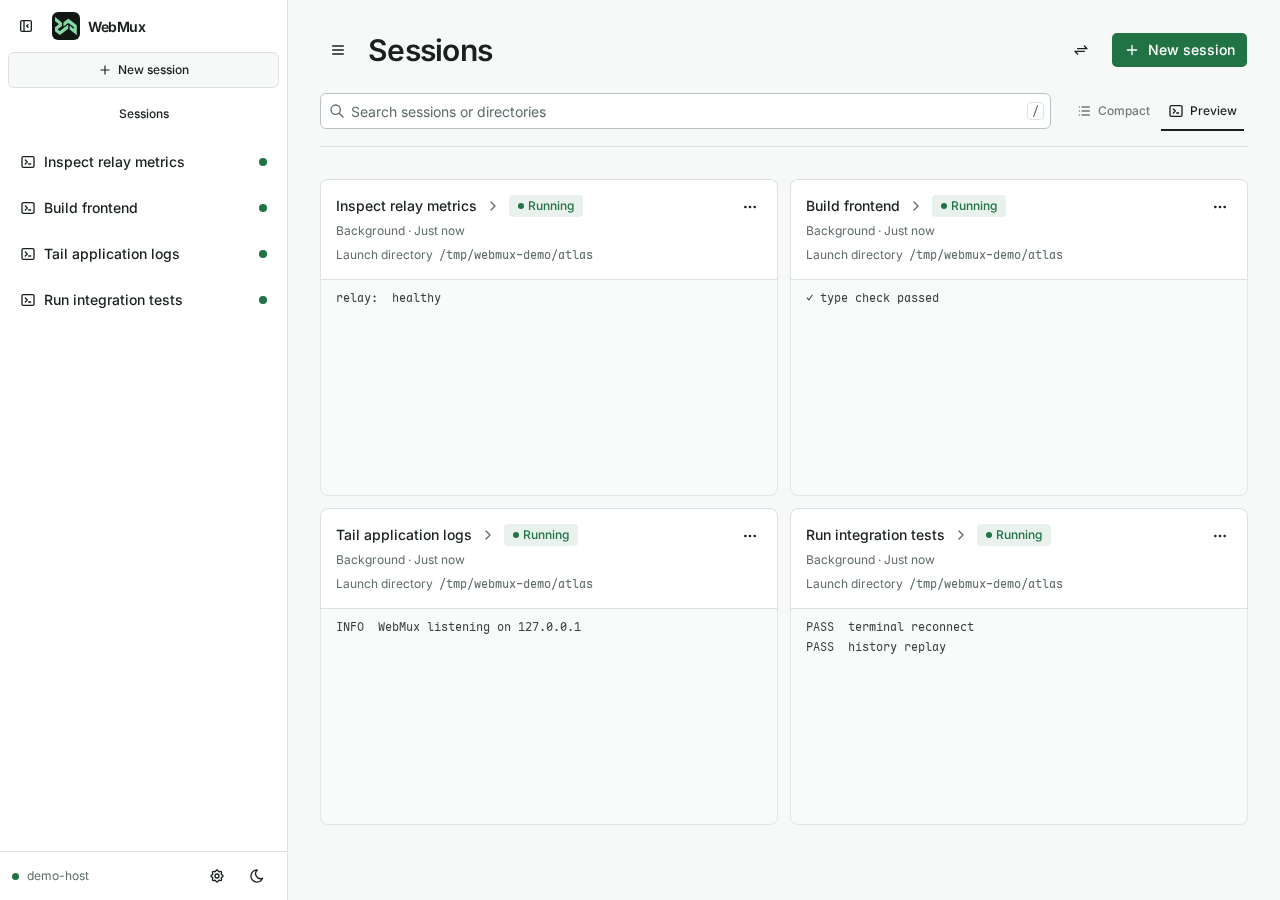 WebMux
New session
Sessions
Inspect relay metrics
Build frontend
Tail application logs
Run integration tests
demo-host
Sessions
New session
Search sessions or directories /
Compact Preview
Inspect relay metrics Running
Background · Just now
Launch directory /tmp/webmux-demo/atlas
relay: healthy
Build frontend Running
Background · Just now
Launch directory /tmp/webmux-demo/atlas
✓ type check passed
Tail application logs Running
Background · Just now
Launch directory /tmp/webmux-demo/atlas
INFO WebMux listening on 127.0.0.1
Run integration tests Running
Background · Just now
Launch directory /tmp/webmux-demo/atlas
PASS terminal reconnect
PASS history replay